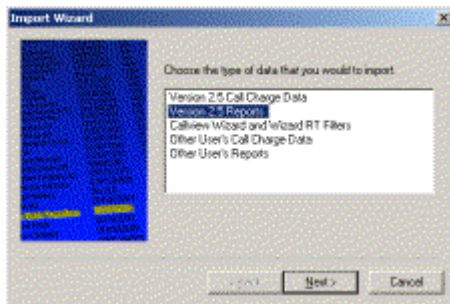 Import Wizard
Choose the type of data that you would to import.
Version 2.5 Call Charge Data
Version 2.5 Reports
Callview Wizard and Wizard RT Filters
Other User's Call Charge Data
Other User's Reports
Next >
Cancel